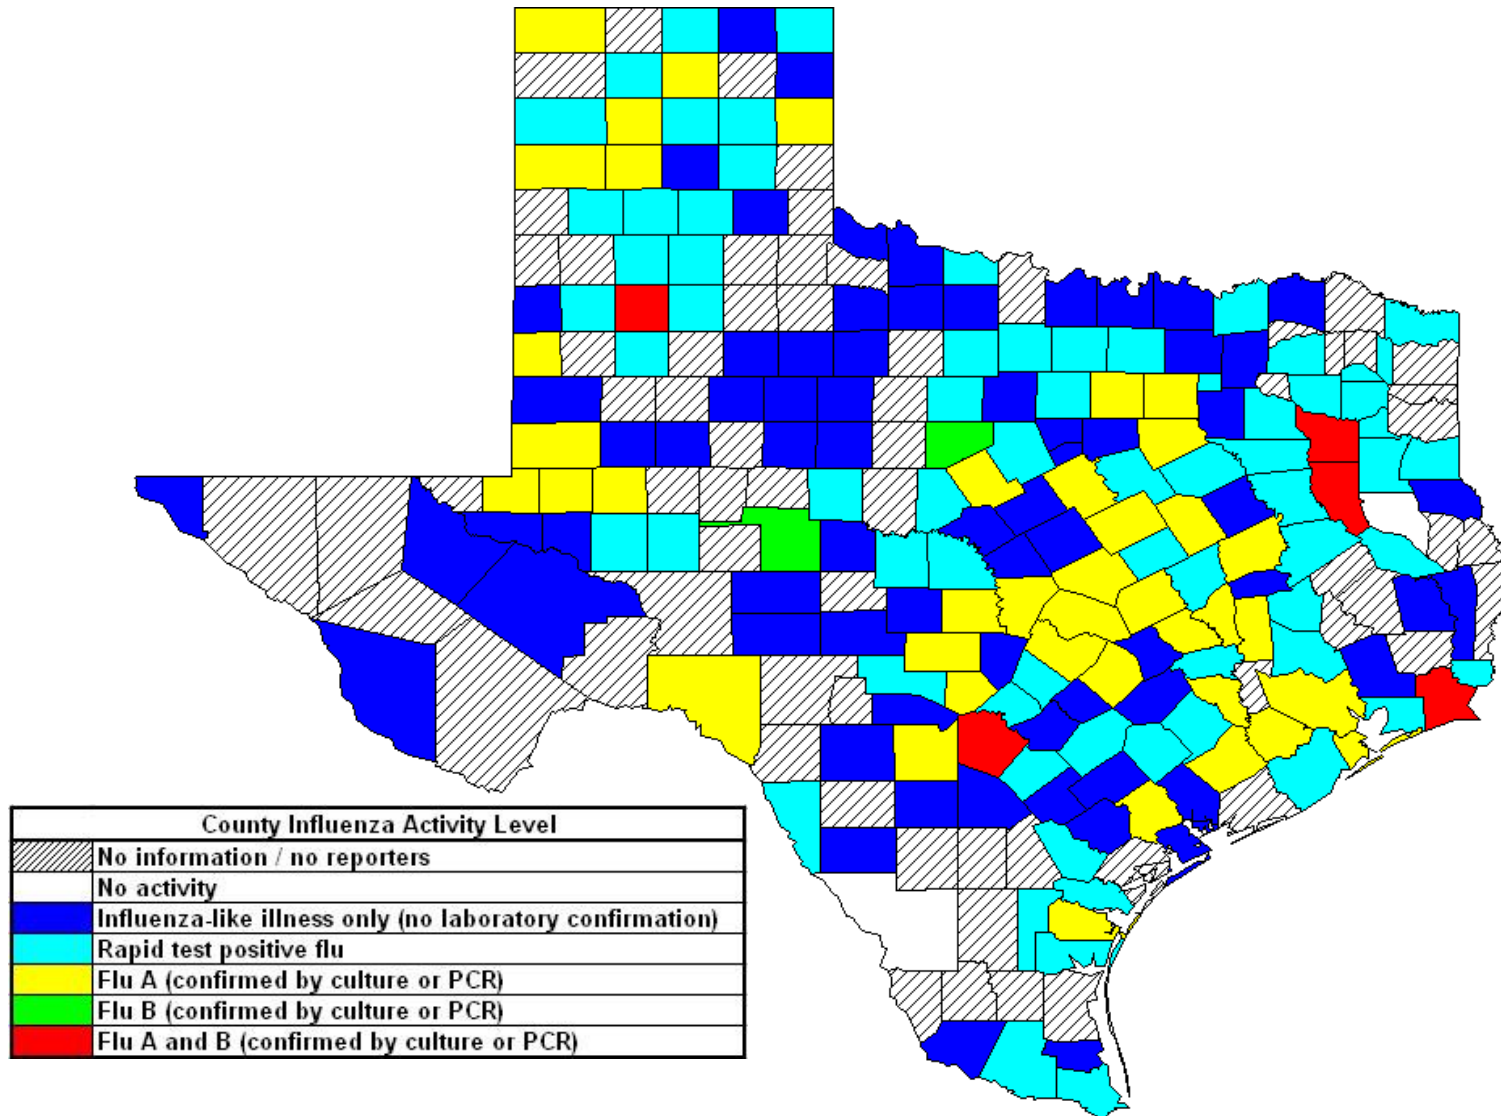 County Influenza Activity Level
No information / no reporters
No activity
Influenza-like illness only (no laboratory confirmation)
Rapid test positive flu
Flu A (confirmed by culture or PCR)
Flu B (confirmed by culture or PCR)
Flu A and B (confirmed by culture or PCR)